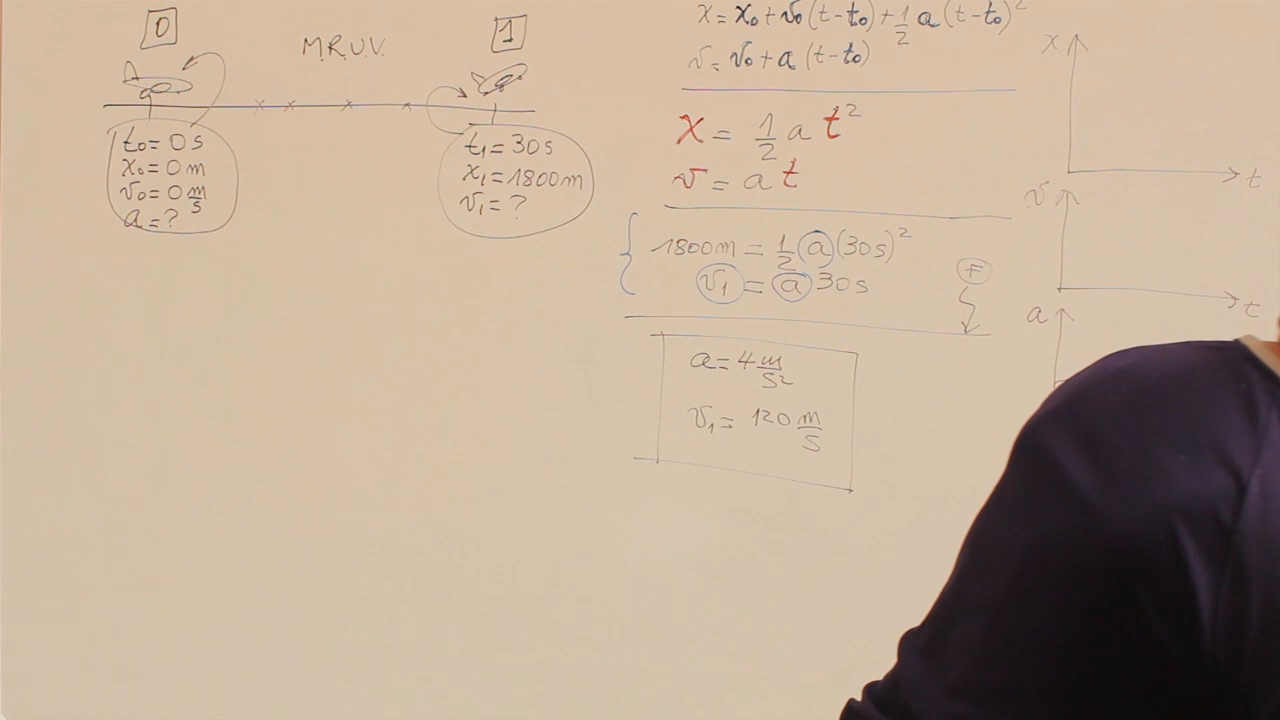 0
M.R.U.V.
1
t₀ = 0 s
x₀ = 0 m
v₀ = 0 m/s
a = ?
t₁ = 30 s
x₁ = 1800 m
v₁ = ?
x = x₀ + v₀ (t - t₀) + 1/2 a (t - t₀)²
v = v₀ + a (t - t₀)
x = 1/2 a t²
v = a t
1800 m = 1/2 a (30 s)²
v₁ = a 30 s
F
a = 4 m/s²
v₁ = 120 m/s
x
t
v
t
a